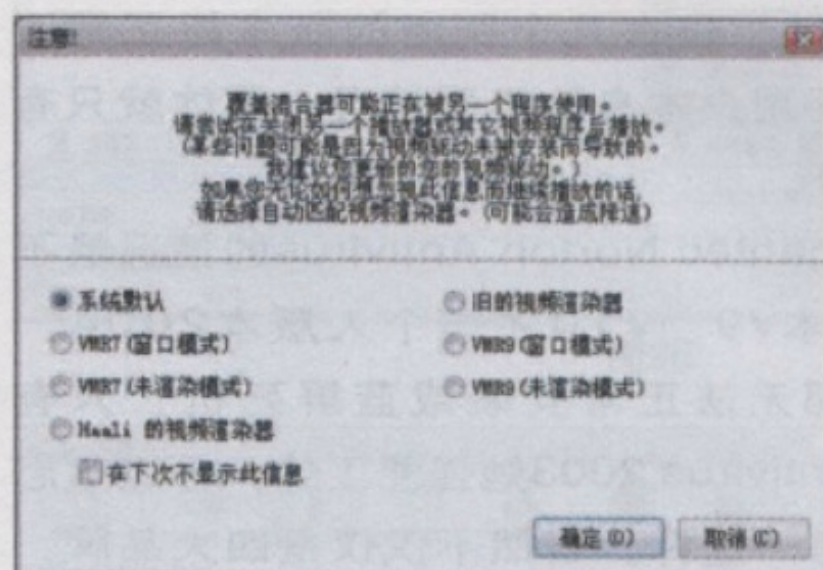 注意!
覆盖混合器可能正在被另一个程序使用。
请尝试在关闭另一个播放器或其它视频程序后播放。
(某些问题可能是因为视频驱动未被安装而导致的。
我建议您更新的您的视频驱动。)
如果您无论如何想忽视此信息而继续播放的话,
请选择自动匹配视频渲染器。(可能会造成降速)
系统默认 旧的视频渲染器
VMR7(窗口模式) VMR9(窗口模式)
VMR7(未渲染模式) VMR9(未渲染模式)
Haali 的视频渲染器
在下次不显示此信息
确定(O) 取消(C)